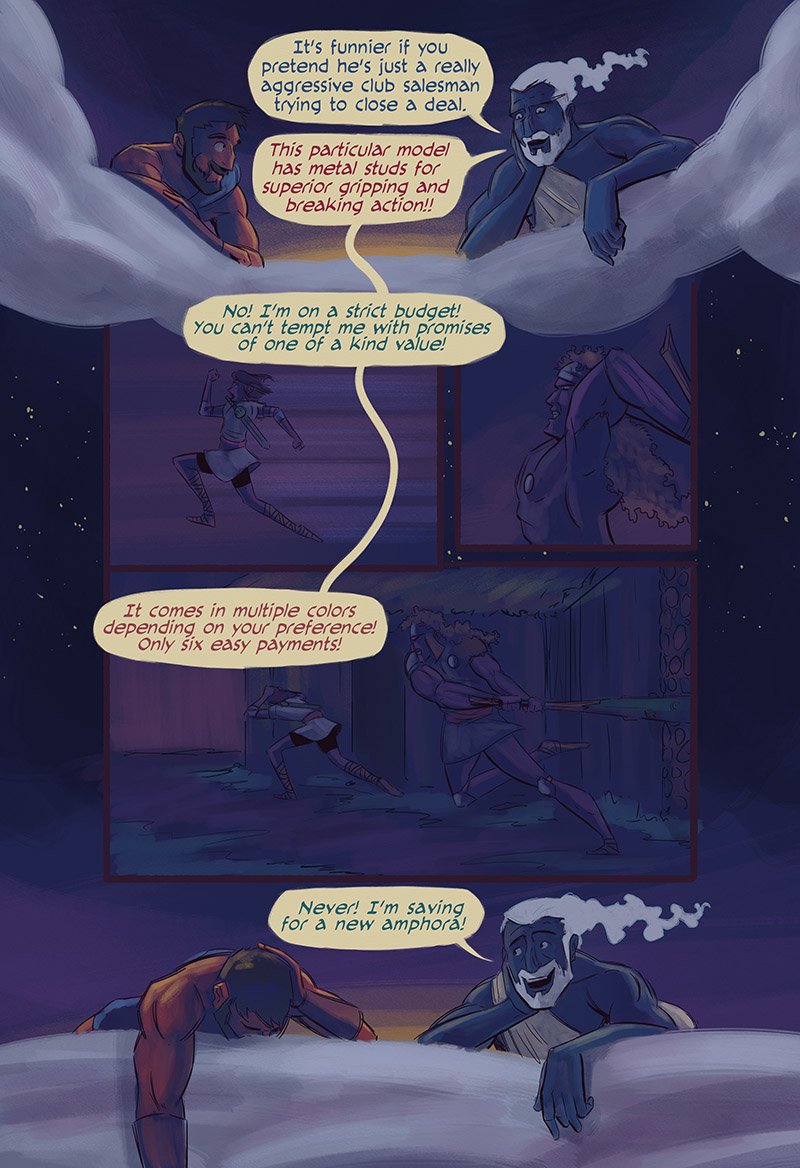 It's funnier if you
pretend he's just a really
aggressive club salesman
trying to close a deal.
This particular model
has metal studs for
superior gripping and
breaking action!!
No! I'm on a strict budget!
You can't tempt me with promises
of one of a kind value!
It comes in multiple colors
depending on your preference!
Only six easy payments!
Never! I'm saving
for a new amphora!